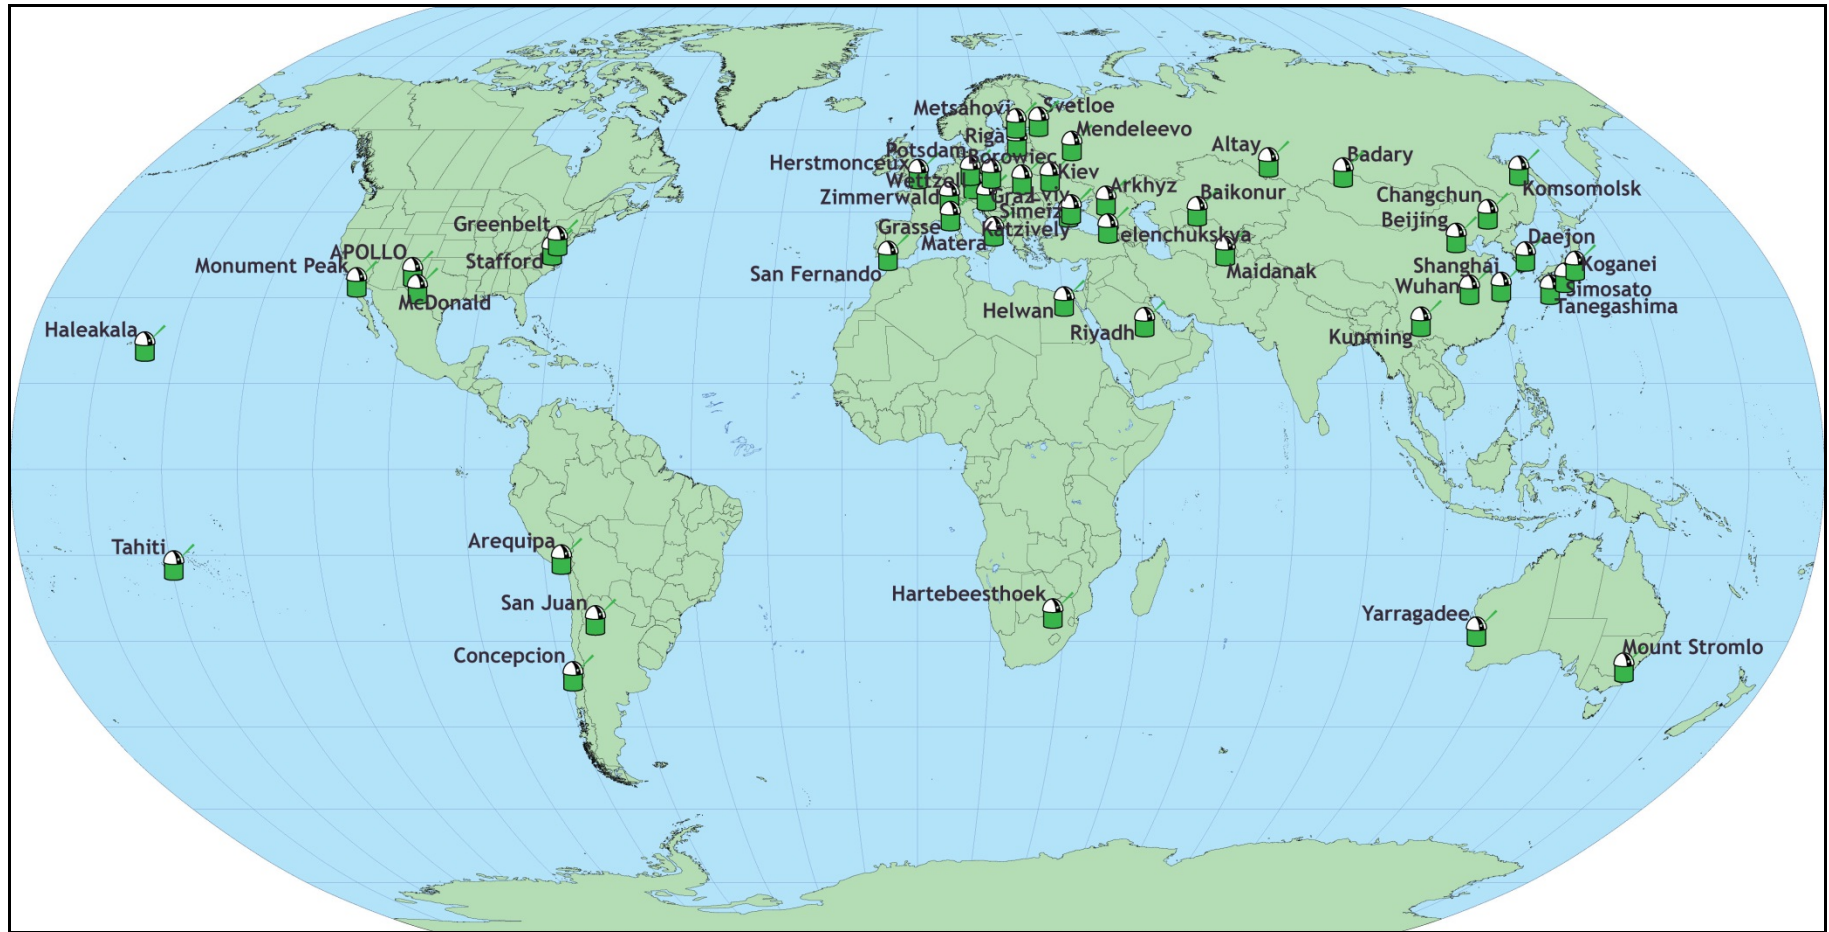 Metsahovi
Svetloe
Riga
Mendeleevo
Potsdam
Borowiec
Herstmonceux
Wettzell
Kiev
Zimmerwald
Graz
Lviv
Arkhyz
Altay
Badary
Baikonur
Changchun
Komsomolsk
Simeiz
Grasse
Katzively
Matera
Beijing
Greenbelt
APOLLO
Stafford
Monument Peak
McDonald
San Fernando
Maidanak
Daejon
Shanghai
Koganei
Wuhan
Simosato
Tanegashima
Helwan
Riyadh
Kunming
Haleakala
Tahiti
Arequipa
San Juan
Hartebeesthoek
Yarragadee
Concepcion
Mount Stromlo